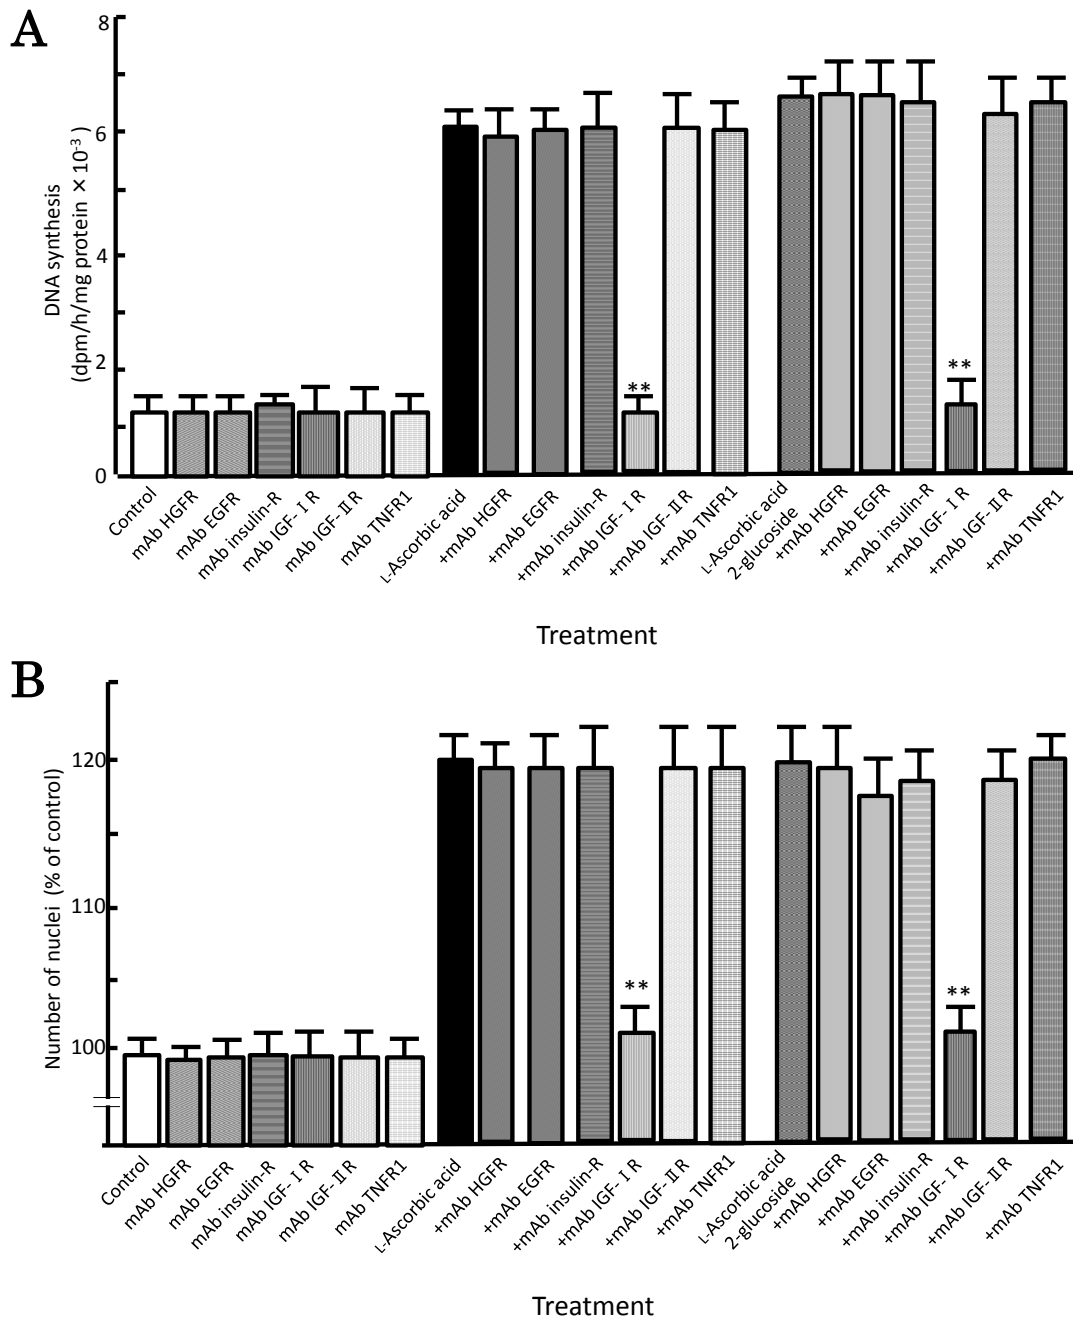 A
8
6
4
2
0
DNA synthesis
(dpm/h/mg protein × 10⁻³)
**
**
Control
mAb HGFR
mAb EGFR
mAb insulin-R
mAb IGF- I R
mAb IGF-II R
mAb TNFR1
L-Ascorbic acid
+mAb HGFR
+mAb EGFR
+mAb insulin-R
+mAb IGF- I R
+mAb IGF-II R
+mAb TNFR1
L-Ascorbic acid
2-glucoside
+mAb HGFR
+mAb EGFR
+mAb insulin-R
+mAb IGF- I R
+mAb IGF-II R
+mAb TNFR1
Treatment
B
120
110
100
Number of nuclei (% of control)
**
**
Control
mAb HGFR
mAb EGFR
mAb insulin-R
mAb IGF- I R
mAb IGF-II R
mAb TNFR1
L-Ascorbic acid
+mAb HGFR
+mAb EGFR
+mAb insulin-R
+mAb IGF- I R
+mAb IGF-II R
+mAb TNFR1
L-Ascorbic acid
2-glucoside
+mAb HGFR
+mAb EGFR
+mAb insulin-R
+mAb IGF- I R
+mAb IGF-II R
+mAb TNFR1
Treatment